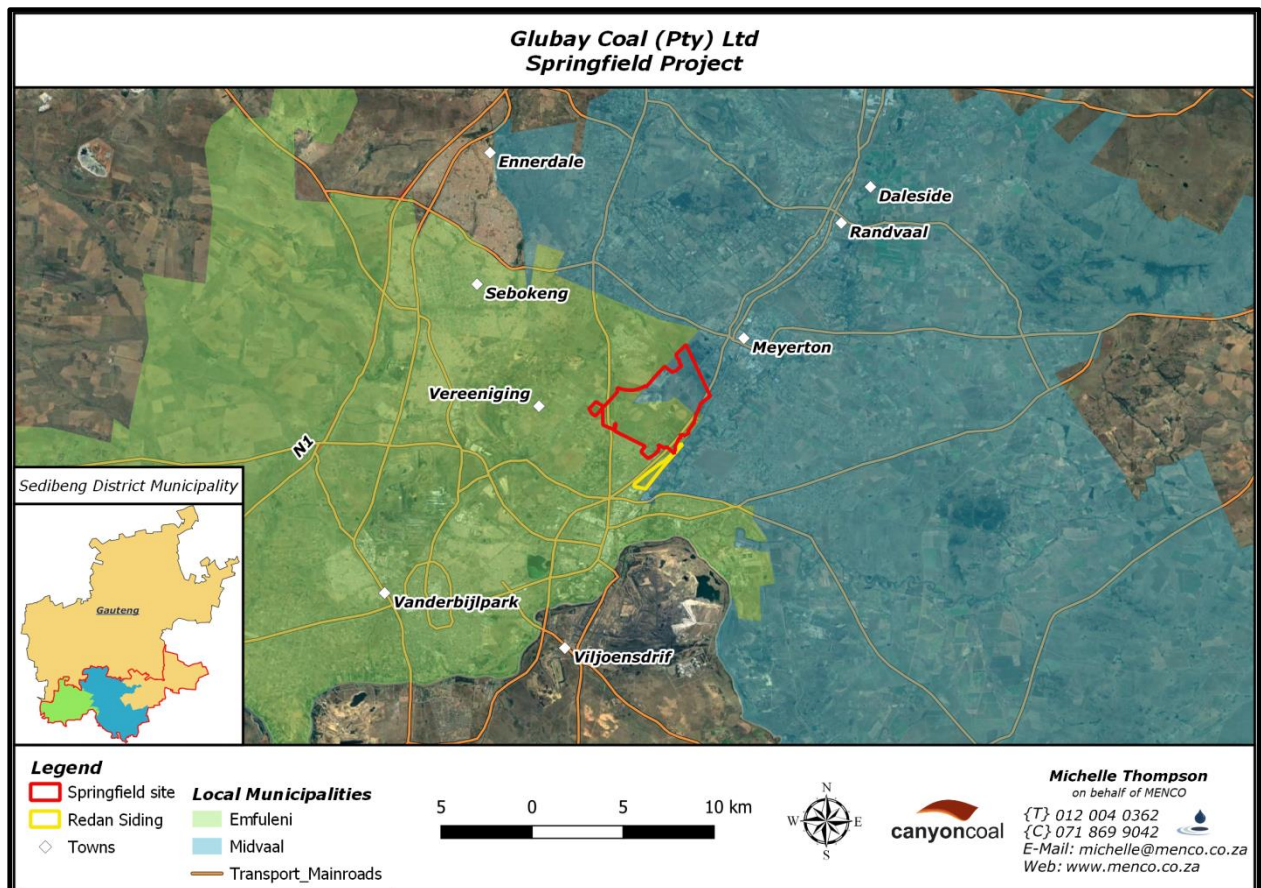 Glubay Coal (Pty) Ltd
Springfield Project
Ennerdale
Daleside
Randvaal
Sebokeng
Meyerton
Vereeniging
N1
Vanderbijlpark
Viljoensdrif
Sedibeng District Municipality
Gauteng
Legend
Springfield site
Redan Siding
Towns
Local Municipalities
Emfuleni
Midvaal
Transport_Mainroads
5 0 5 10 km
N
W E
S
canyoncoal
Michelle Thompson
on behalf of MENCO
{T} 012 004 0362
{C} 071 869 9042
E-Mail: michelle@menco.co.za
Web: www.menco.co.za